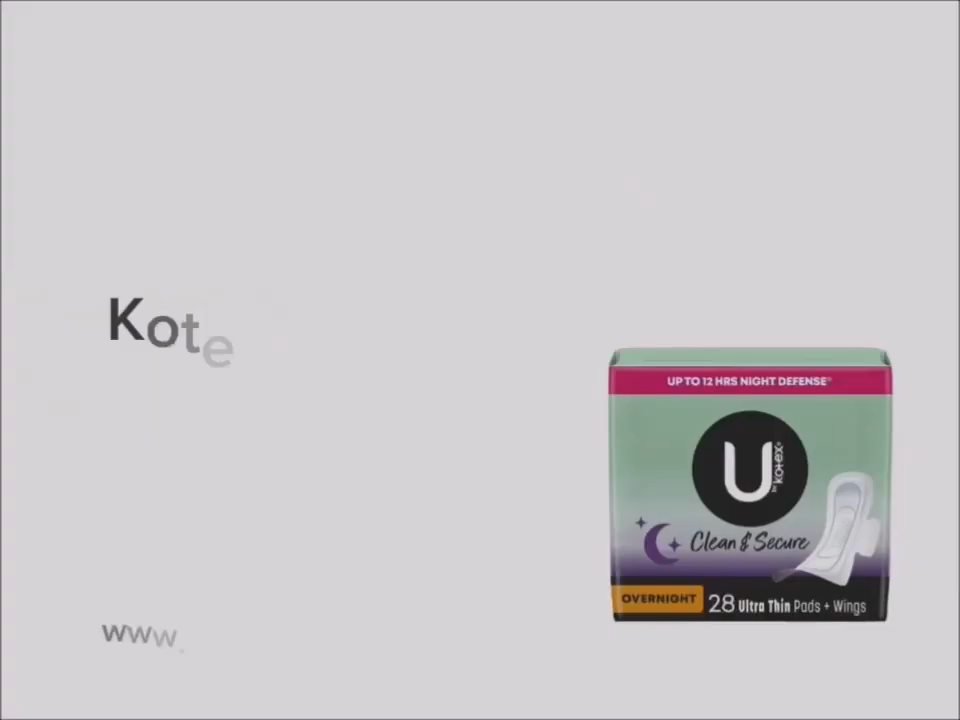 Kote
UP TO 12 HRS NIGHT DEFENSE*
U by kotex
Clean & Secure
OVERNIGHT 28 Ultra Thin Pads + Wings
www.